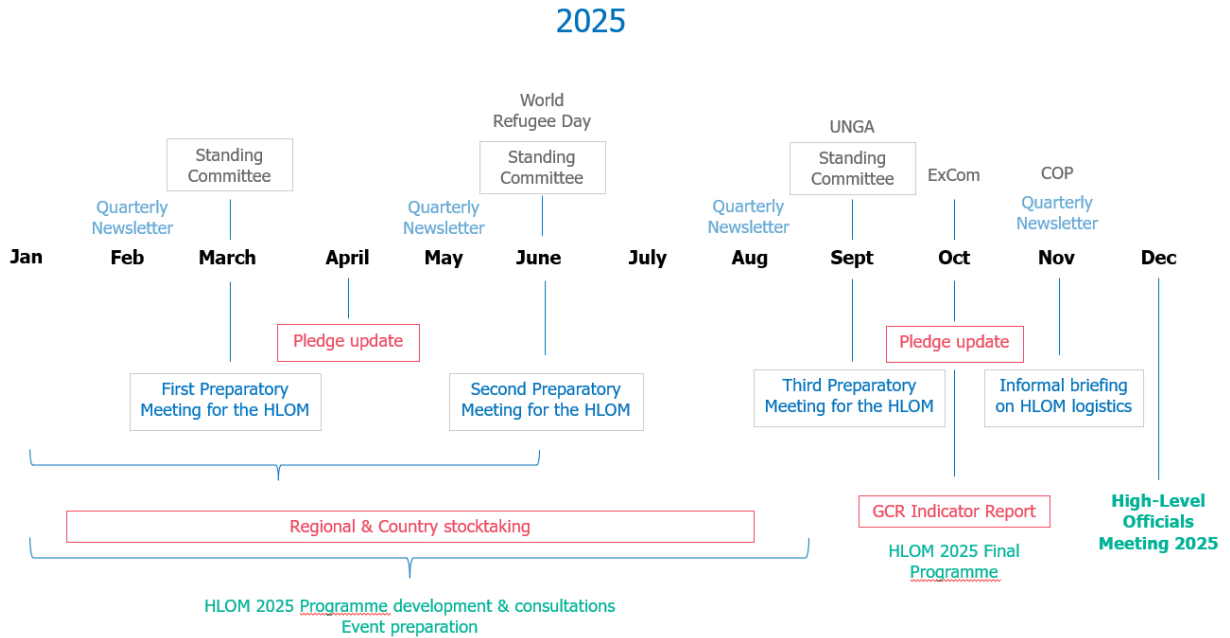 2025
World
Refugee Day
UNGA
Standing
Committee
Standing
Committee
Standing
Committee
ExCom
COP
Quarterly
Newsletter
Quarterly
Newsletter
Quarterly
Newsletter
Quarterly
Newsletter
Jan Feb March April May June July Aug Sept Oct Nov Dec
Pledge update
Pledge update
First Preparatory
Meeting for the HLOM
Second Preparatory
Meeting for the HLOM
Third Preparatory
Meeting for the HLOM
Informal briefing
on HLOM logistics
Regional & Country stocktaking
GCR Indicator Report
High-Level
Officials
Meeting 2025
HLOM 2025 Final
Programme
HLOM 2025 Programme development & consultations
Event preparation